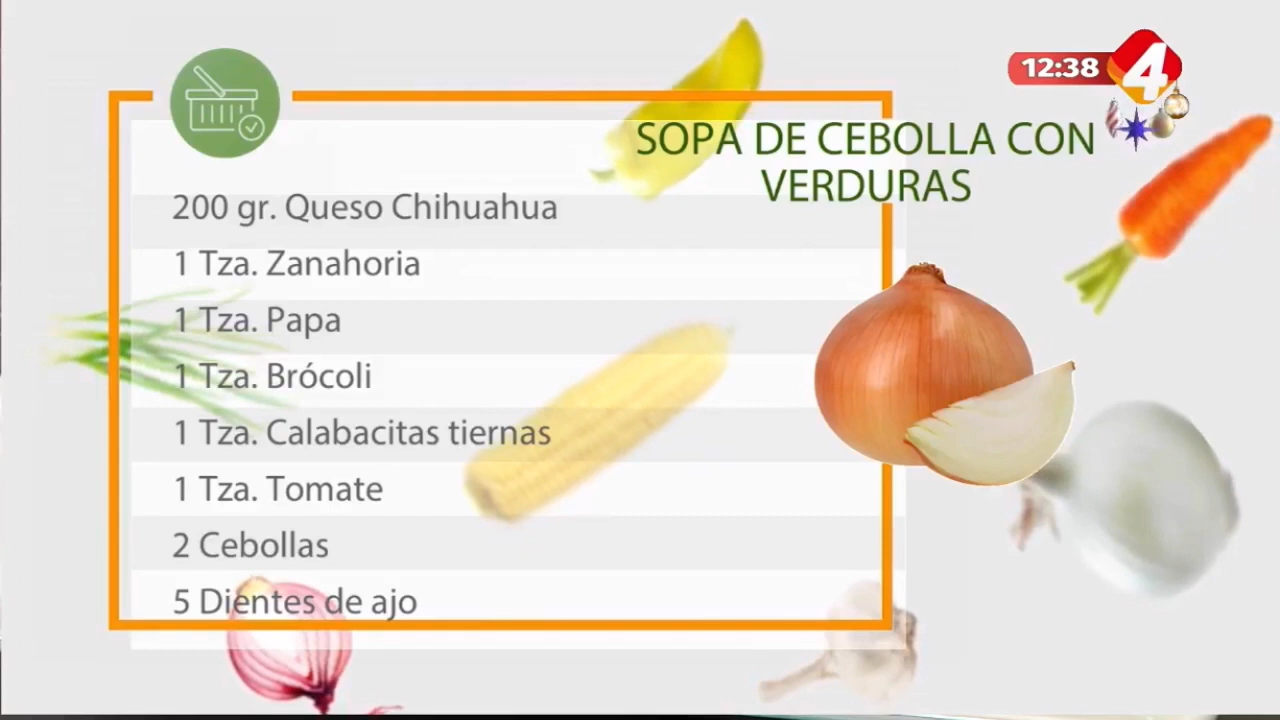 12:38 4
SOPA DE CEBOLLA CON
VERDURAS
200 gr. Queso Chihuahua
1 Tza. Zanahoria
1 Tza. Papa
1 Tza. Brócoli
1 Tza. Calabacitas tiernas
1 Tza. Tomate
2 Cebollas
5 Dientes de ajo